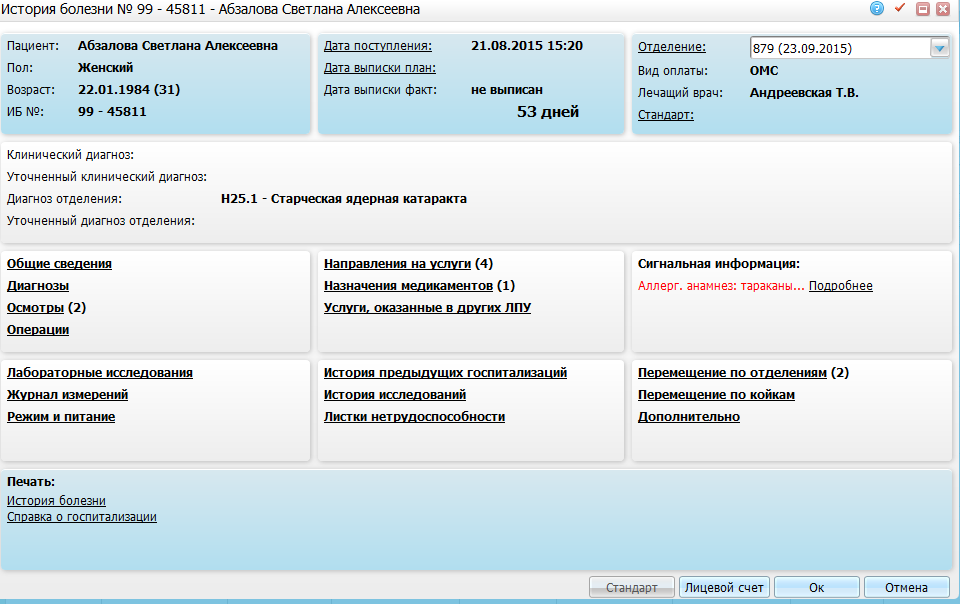 История болезни № 99 - 45811 - Абзалова Светлана Алексеевна
Пациент: Абзалова Светлана Алексеевна
Пол: Женский
Возраст: 22.01.1984 (31)
ИБ №: 99 - 45811
Дата поступления: 21.08.2015 15:20
Дата выписки план:
Дата выписки факт: не выписан
53 дней
Отделение: 879 (23.09.2015)
Вид оплаты: ОМС
Лечащий врач: Андреевская Т.В.
Стандарт:
Клинический диагноз:
Уточненный клинический диагноз:
Диагноз отделения: H25.1 - Старческая ядерная катаракта
Уточненный диагноз отделения:
Общие сведения
Диагнозы
Осмотры (2)
Операции
Направления на услуги (4)
Назначения медикаментов (1)
Услуги, оказанные в других ЛПУ
Сигнальная информация:
Аллерг. анамнез: тараканы... Подробнее
Лабораторные исследования
Журнал измерений
Режим и питание
История предыдущих госпитализаций
История исследований
Листки нетрудоспособности
Перемещение по отделениям (2)
Перемещение по койкам
Дополнительно
Печать:
История болезни
Справка о госпитализации
Стандарт Лицевой счет Ок Отмена